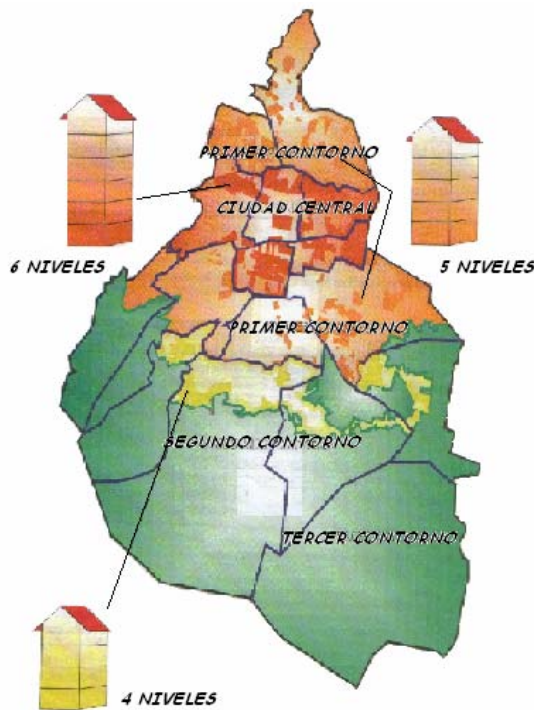 PRIMER CONTORNO
CIUDAD CENTRAL
6 NIVELES
5 NIVELES
PRIMER CONTORNO
SEGUNDO CONTORNO
TERCER CONTORNO
4 NIVELES